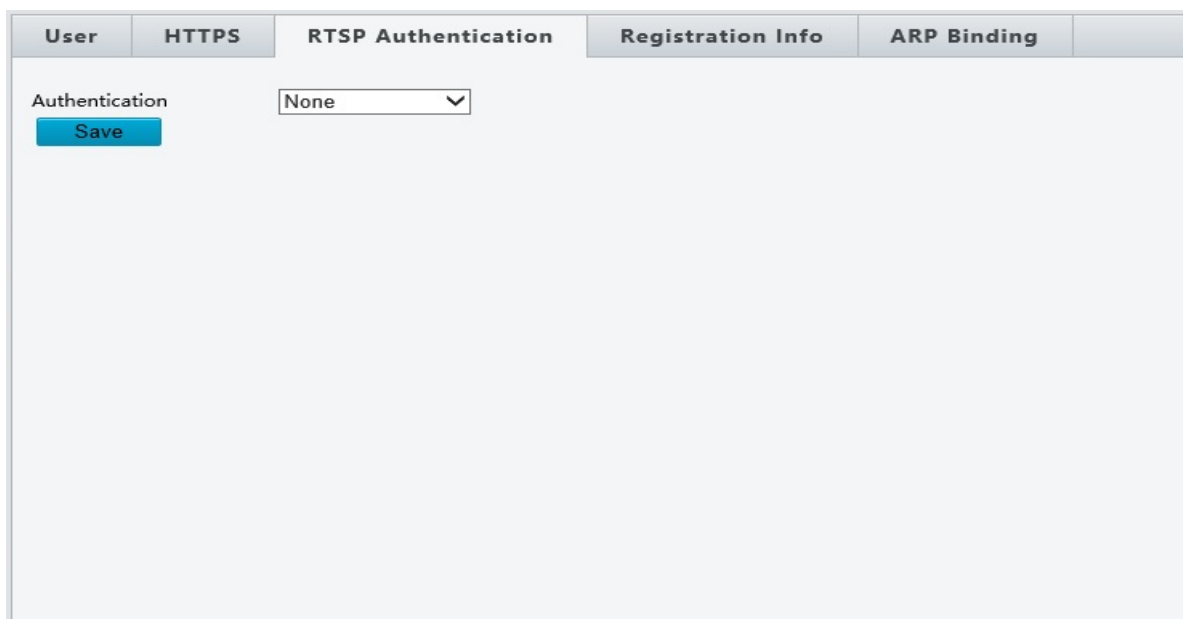 User HTTPS RTSP Authentication Registration Info ARP Binding
Authentication None
Save